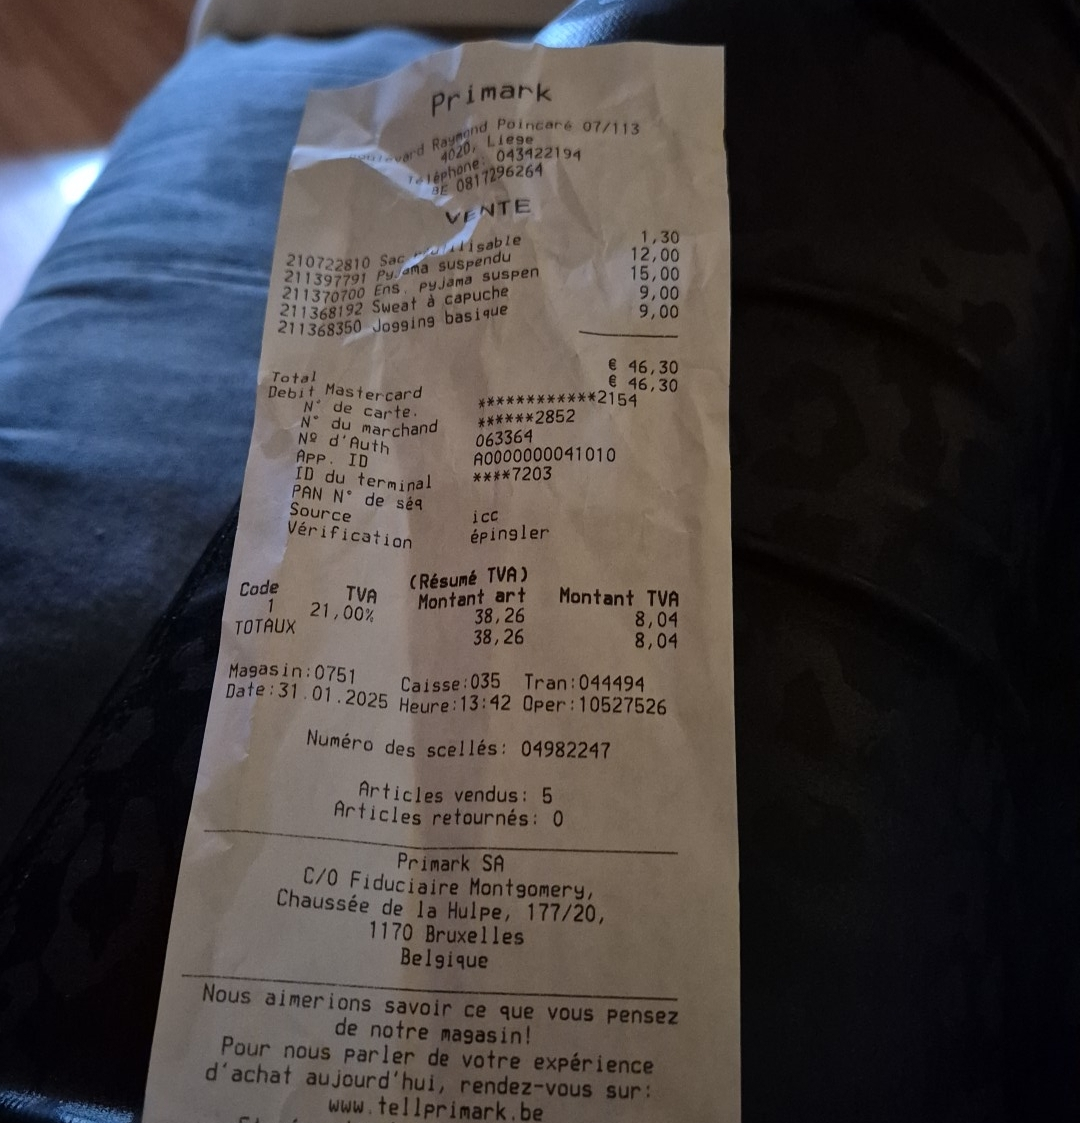 Primark
Raymond Poincaré 07/113
4020, Liege
Téléphone: 043422194
BE 0817296264
VENTE
210722810 Sac 1,30
211397791 Pyjama suspendu 12,00
211370700 Ens. pyjama suspen 15,00
211368192 Sweat à capuche 9,00
211368350 Jogging basique 9,00
Total € 46,30
Debit Mastercard € 46,30
N° de carte. ************2154
N° du marchand ******2852
Nº d'Auth 063364
App. ID A0000000041010
ID du terminal ****7203
PAN N° de séq
Source icc
Vérification épingler
(Résumé TVA)
Code TVA Montant art Montant TVA
1 21,00% 38,26 8,04
TOTAUX 38,26 8,04
Magasin:0751 Caisse:035 Tran:044494
Date:31.01.2025 Heure:13:42 Oper:10527526
Numéro des scellés: 04982247
Articles vendus: 5
Articles retournés: 0
Primark SA
C/O Fiduciaire Montgomery,
Chaussée de la Hulpe, 177/20,
1170 Bruxelles
Belgique
Nous aimerions savoir ce que vous pensez
de notre magasin!
Pour nous parler de votre expérience
d'achat aujourd'hui, rendez-vous sur:
www.tellprimark.be